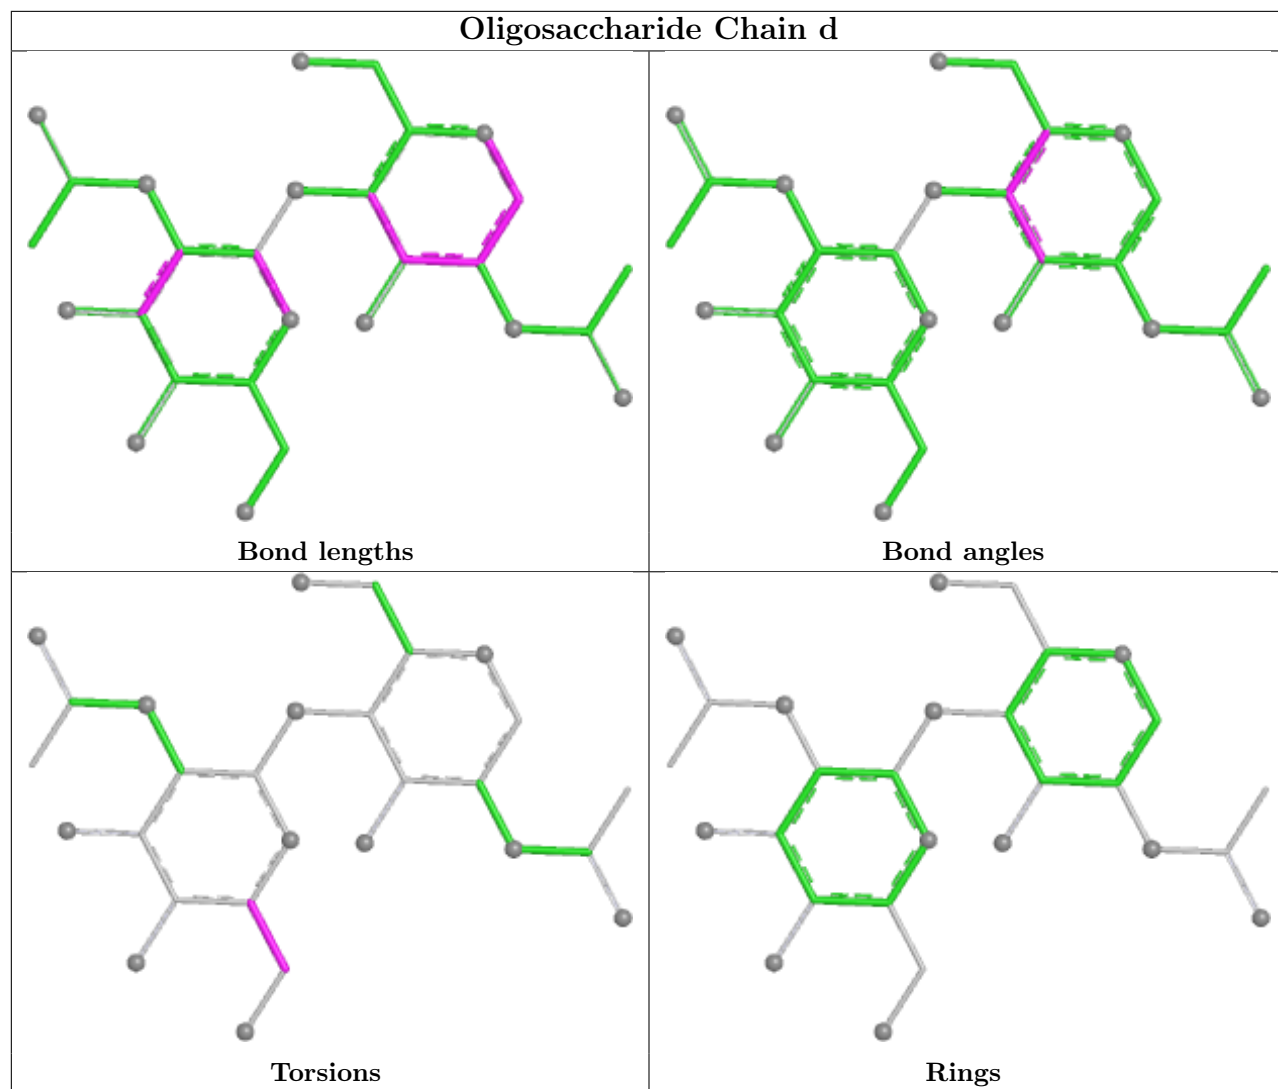 Oligosaccharide Chain d
Bond lengths
Bond angles
Torsions
Rings